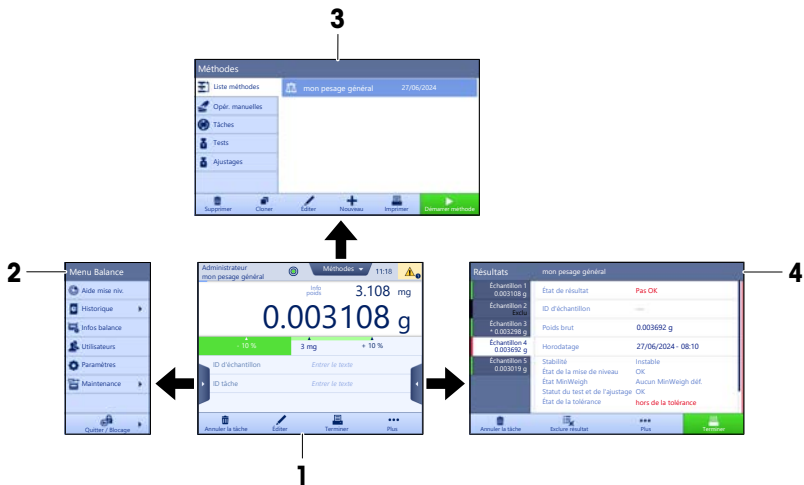 3
Méthodes
Liste méthodes
mon pesage général 27/06/2024
Opér. manuelles
Tâches
Tests
Ajustages
Supprimer Cloner Éditer Nouveau Imprimer Démarrer méthode
2
Menu Balance
Aide mise niv.
Historique
Infos balance
Utilisateurs
Paramètres
Maintenance
Quitter / Blocage
Administrateur
mon pesage général
Méthodes 11:18
Info
poids
3.108 mg
0.003108 g
- 10 % 3 mg + 10 %
ID d'échantillon Entrer le texte
ID tâche Entrer le texte
Annuler la tâche Éditer Terminer Plus
1
4
Résultats mon pesage général
Échantillon 1
0.003108 g
Échantillon 2
Exclu
Échantillon 3
* 0.003298 g
Échantillon 4
0.003692 g
Échantillon 5
0.003019 g
État de résultat Pas OK
ID d'échantillon ---
Poids brut 0.003692 g
Horodatage 27/06/2024 - 08:10
Stabilité Instable
État de la mise de niveau OK
État MinWeigh Aucun MinWeigh déf.
Statut du test et de l'ajustage OK
État de la tolérance hors de la tolérance
Annuler la tâche Exclure résultat Plus Terminer